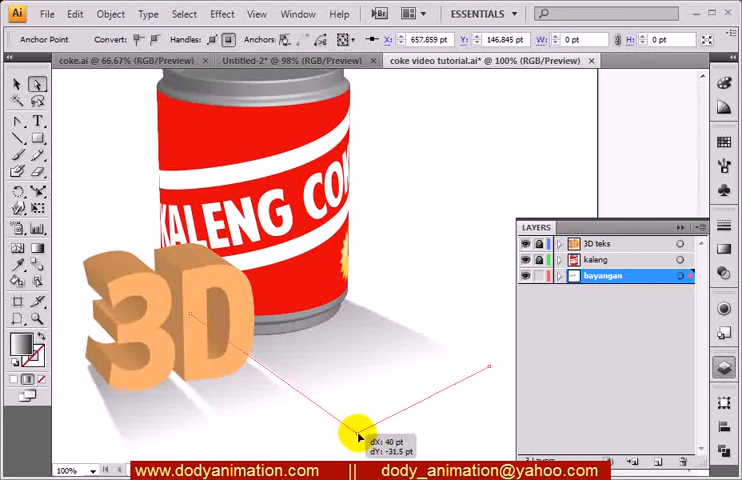 Ai File Edit Object Type Select Effect View Window Help Br ESSENTIALS
Anchor Point Convert: Handles: Anchors: X: 657.859 pt Y: 146.845 pt W: 0 pt H: 0 pt
coke.ai @ 66.67% (RGB/Preview) Untitled-2* @ 98% (RGB/Preview) coke video tutorial.ai* @ 100% (RGB/Preview)
KALENG COK
3D
LAYERS
3D teks
kaleng
bayangan
dX: 40 pt
dY: -31.5 pt
100%
www.dodyanimation.com || dody_animation@yahoo.com